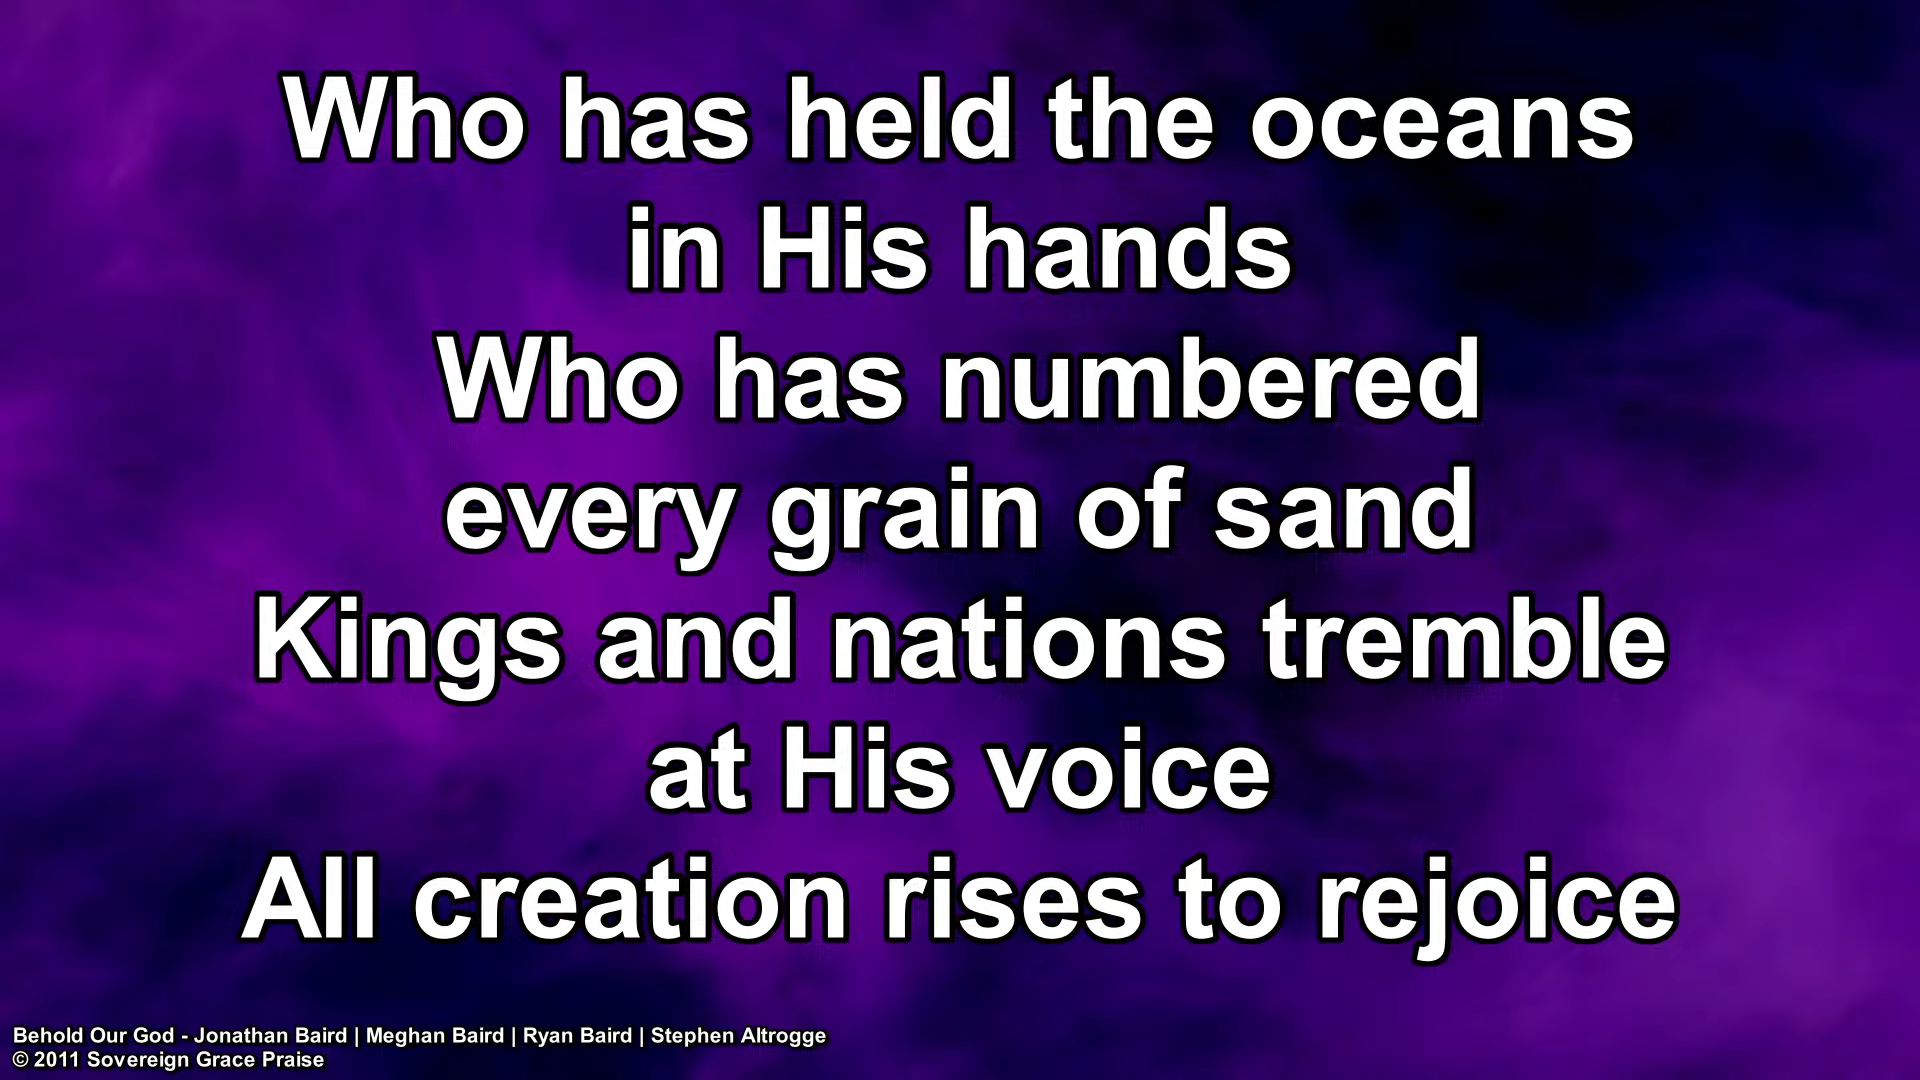 Who has held the oceans
in His hands
Who has numbered
every grain of sand
Kings and nations tremble
at His voice
All creation rises to rejoice
Behold Our God - Jonathan Baird | Meghan Baird | Ryan Baird | Stephen Altrogge
© 2011 Sovereign Grace Praise